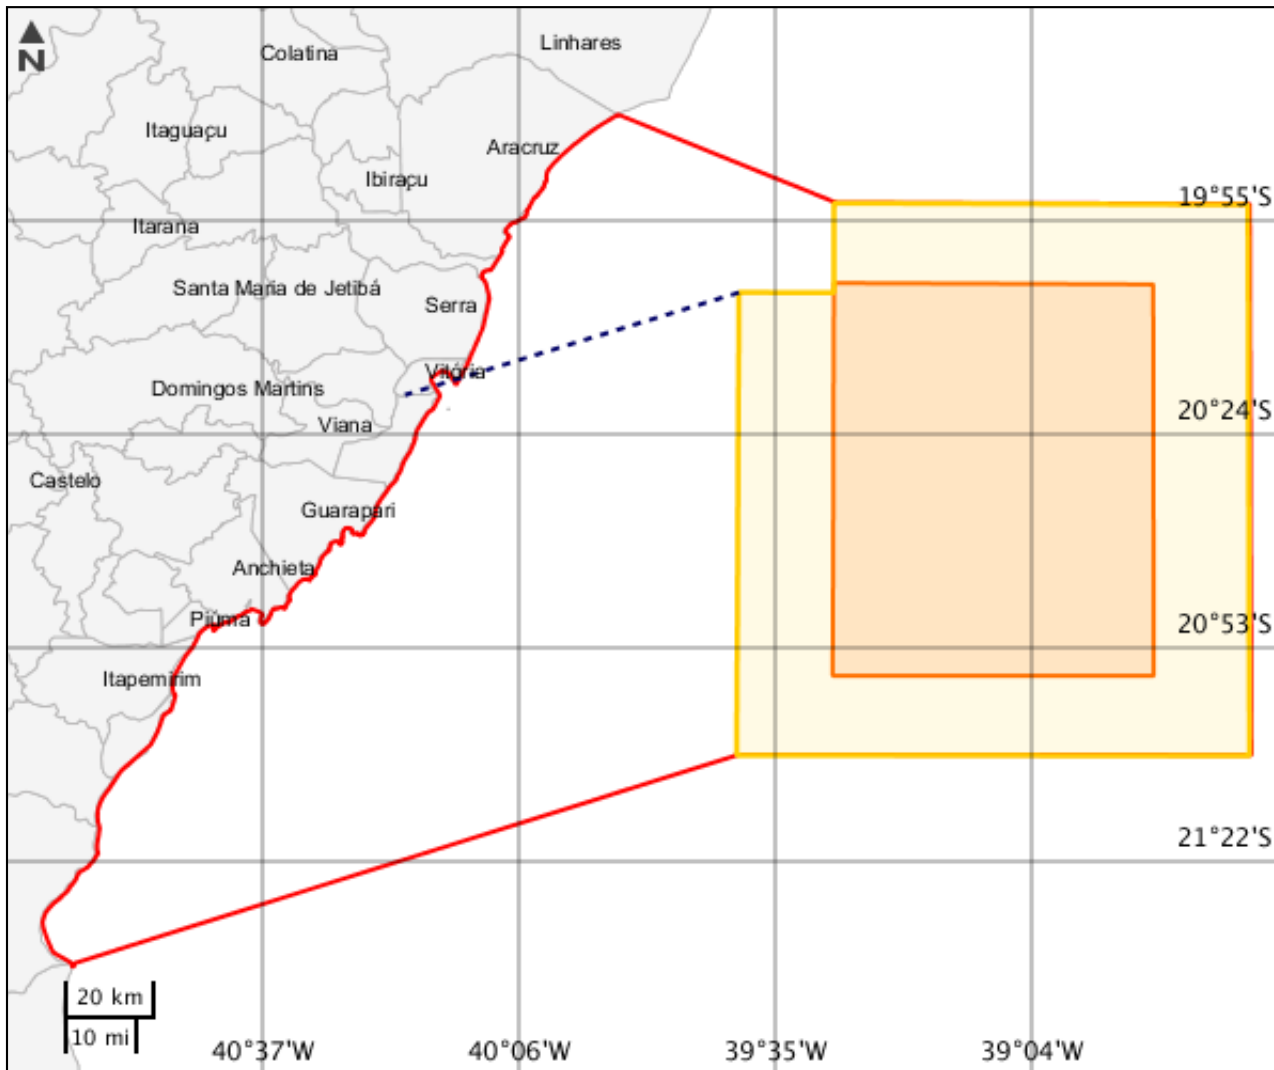 N
Linhares
Colatina
Itaguaçu
Aracruz
Ibiraçu
19°55'S
Itarana
Santa Maria de Jetibá
Serra
Vitória
Domingos Martins
20°24'S
Viana
Castelo
Guarapari
Anchieta
Piúma
20°53'S
Itapemirim
21°22'S
20 km
10 mi
40°37'W
40°06'W
39°35'W
39°04'W